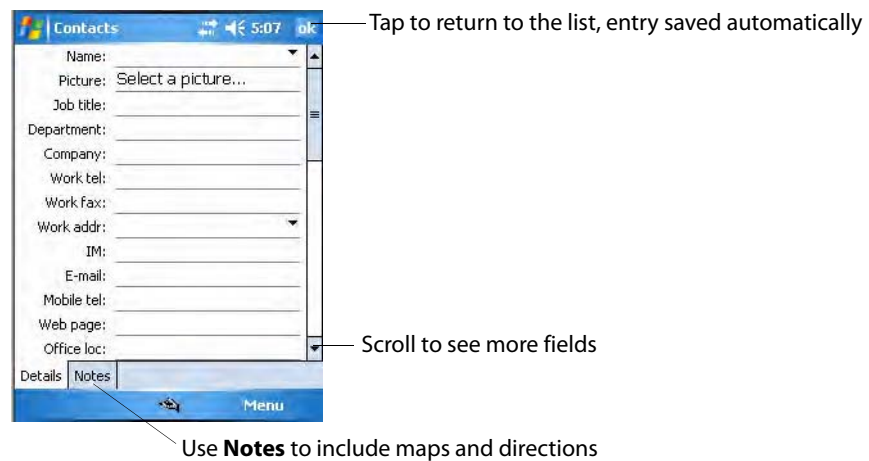 Contacts 5:07 ok
Tap to return to the list, entry saved automatically
Name:
Picture: Select a picture...
Job title:
Department:
Company:
Work tel:
Work fax:
Work addr:
IM:
E-mail:
Mobile tel:
Web page:
Office loc:
Scroll to see more fields
Details Notes
Menu
Use Notes to include maps and directions